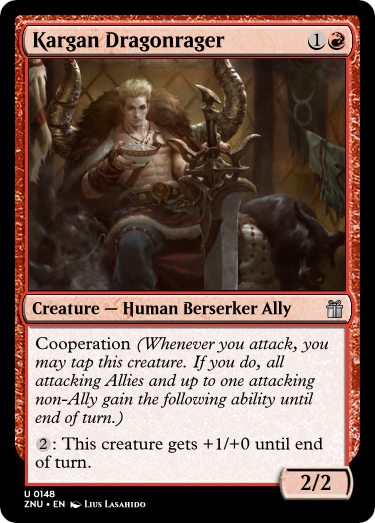 Kargan Dragonrager 1
Creature — Human Berserker Ally
Cooperation (Whenever you attack, you
may tap this creature. If you do, all
attacking Allies and up to one attacking
non-Ally gain the following ability until
end of turn.)
2: This creature gets +1/+0 until end
of turn.
2/2
U 0148
ZNU • EN Lius Lasahido